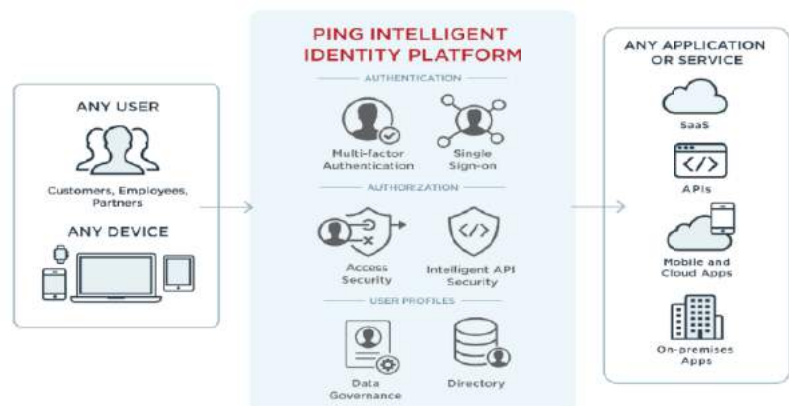 ANY USER
Customers, Employees,
Partners
ANY DEVICE
PING INTELLIGENT
IDENTITY PLATFORM
AUTHENTICATION
Multi-factor
Authentication
Single
Sign-on
AUTHORIZATION
Access
Security
Intelligent API
Security
USER PROFILES
Data
Governance
Directory
ANY APPLICATION
OR SERVICE
SaaS
</>
APIs
Mobile and
Cloud Apps
On-premises
Apps